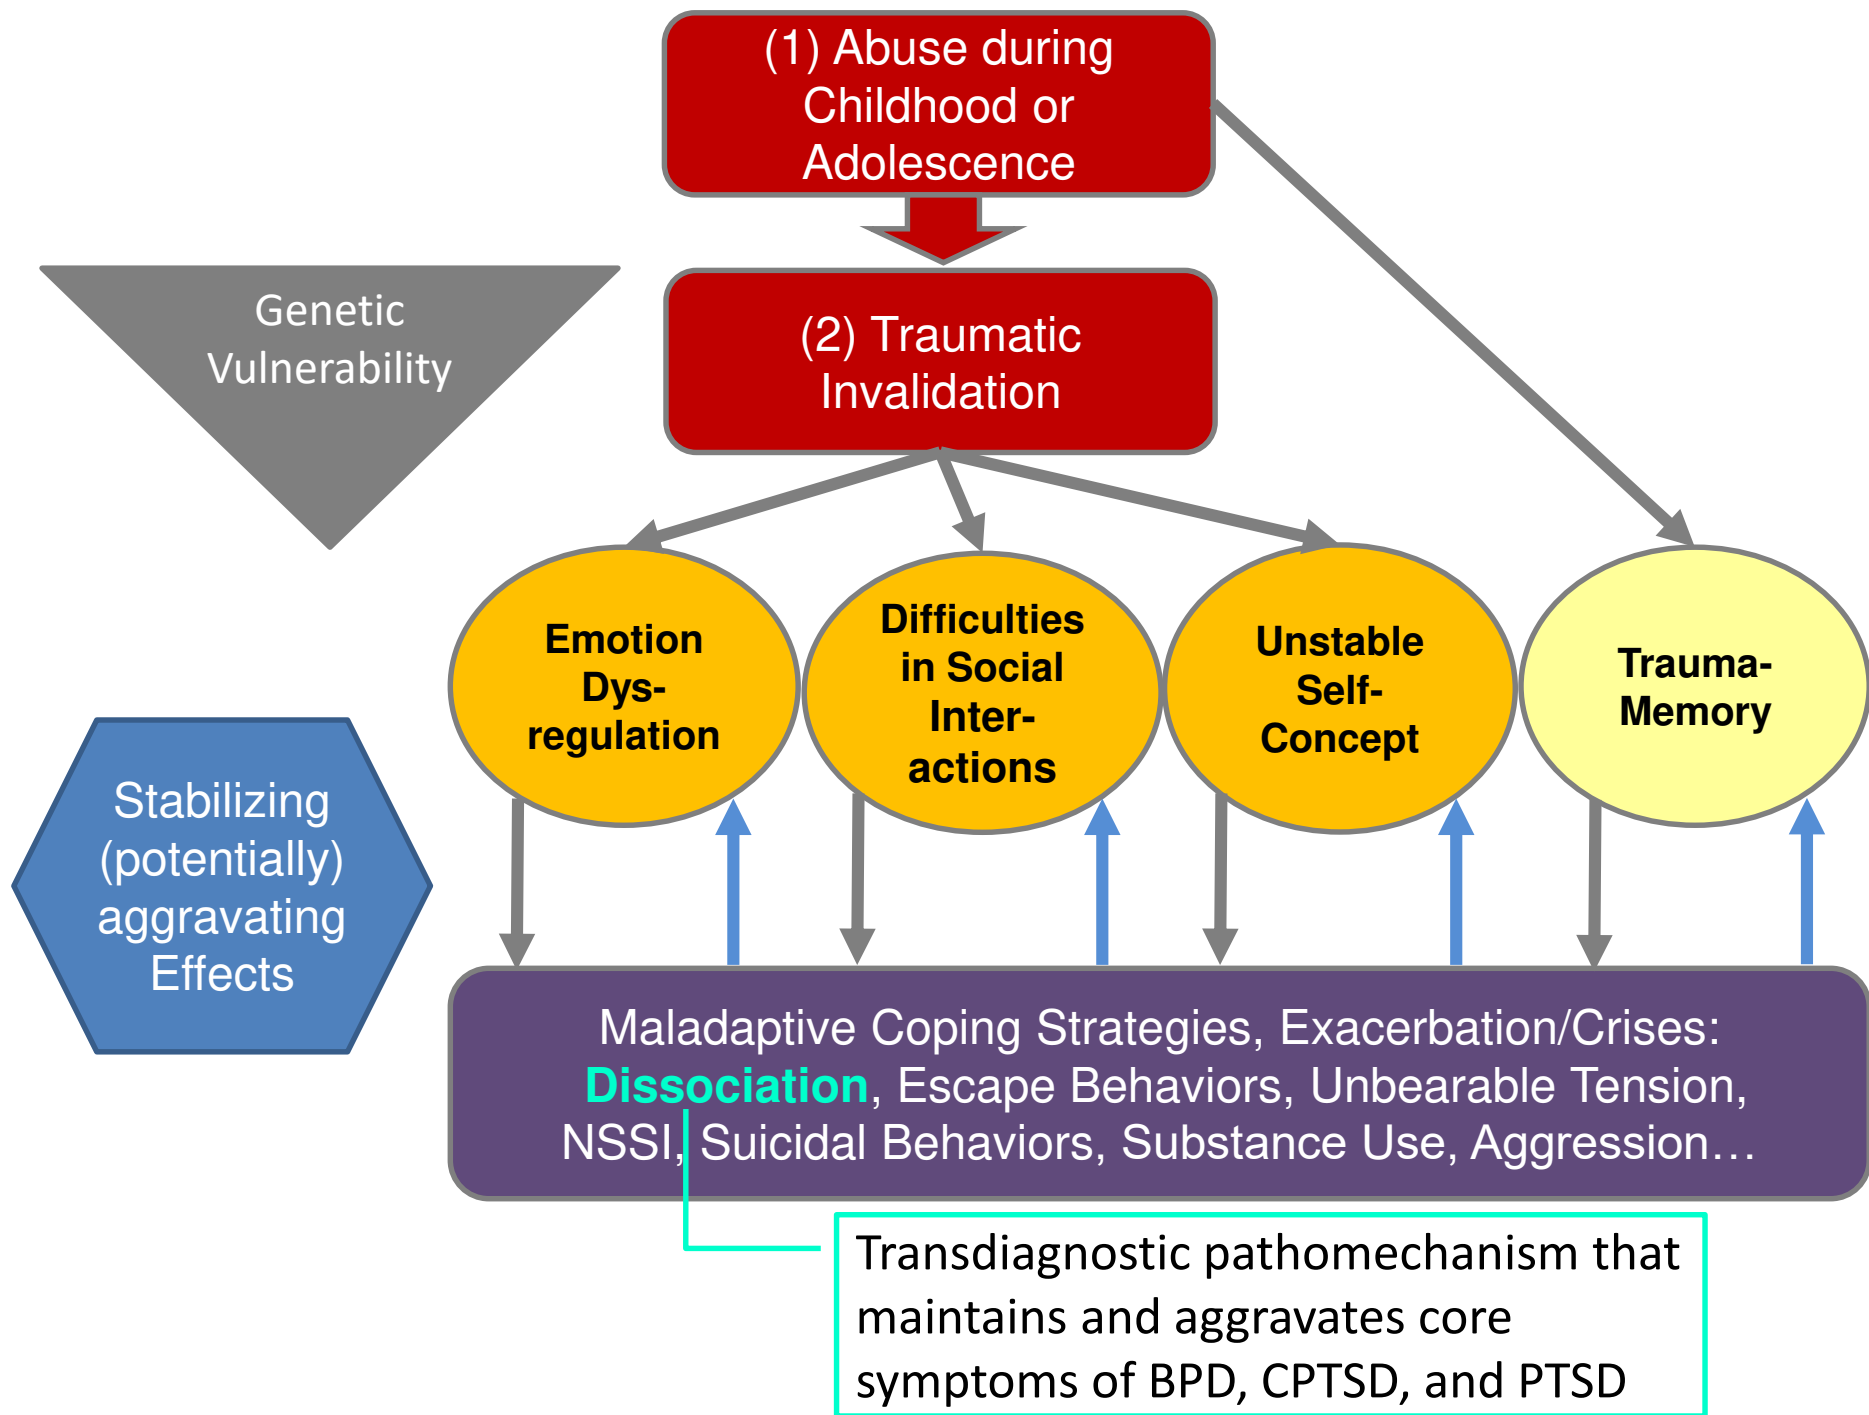 (1) Abuse during
Childhood or
Adolescence
Genetic
Vulnerability
(2) Traumatic
Invalidation
Emotion
Dys-
regulation
Difficulties
in Social
Inter-
actions
Unstable
Self-
Concept
Trauma-
Memory
Stabilizing
(potentially)
aggravating
Effects
Maladaptive Coping Strategies, Exacerbation/Crises:
Dissociation, Escape Behaviors, Unbearable Tension,
NSSI, Suicidal Behaviors, Substance Use, Aggression…
Transdiagnostic pathomechanism that
maintains and aggravates core
symptoms of BPD, CPTSD, and PTSD